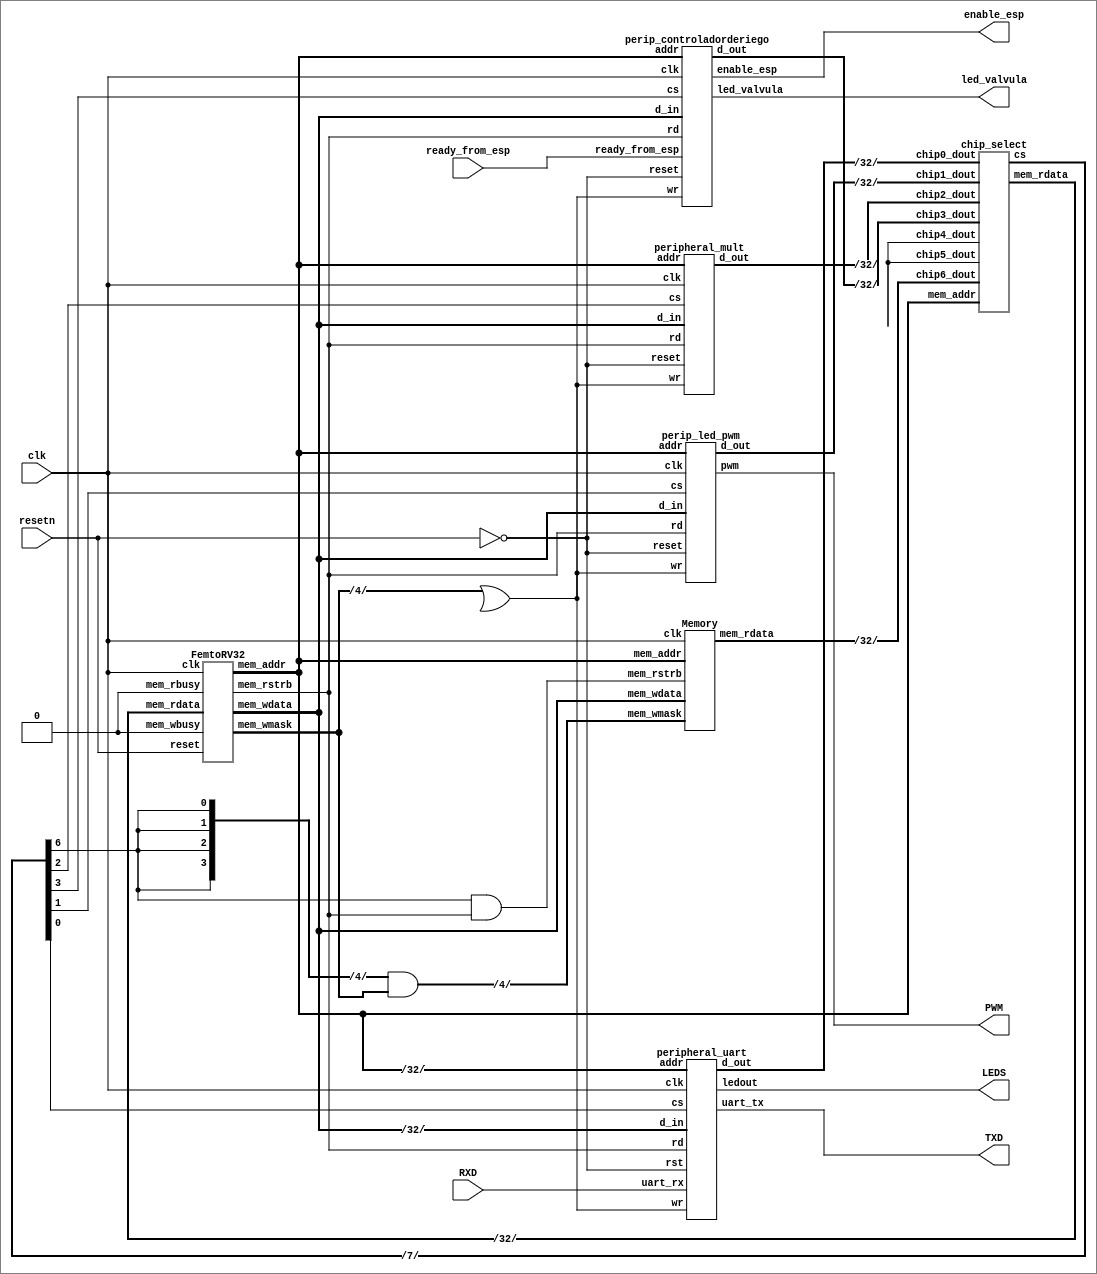 enable_esp
perip_controladorderiego
addr
d_out
clk
enable_esp
cs
led_valvula
led_valvula
d_in
rd
ready_from_esp
ready_from_esp
reset
wr
chip_select
/32/
chip0_dout
cs
/32/
chip1_dout
mem_rdata
chip2_dout
chip3_dout
chip4_dout
chip5_dout
chip6_dout
mem_addr
peripheral_mult
addr
d_out
/32/
/32/
clk
cs
d_in
rd
reset
wr
perip_led_pwm
addr
d_out
clk
clk
pwm
cs
d_in
resetn
rd
reset
wr
/4/
Memory
clk
mem_rdata
/32/
mem_addr
mem_rstrb
mem_wdata
mem_wmask
FemtoRV32
clk
mem_addr
mem_rbusy
mem_rstrb
0
mem_rdata
mem_wdata
mem_wbusy
mem_wmask
reset
0
1
2
3
6
2
3
1
0
/4/
/4/
PWM
peripheral_uart
addr
d_out
/32/
clk
ledout
LEDS
cs
uart_tx
d_in
/32/
rd
TXD
rst
RXD
uart_rx
wr
/32/
/7/